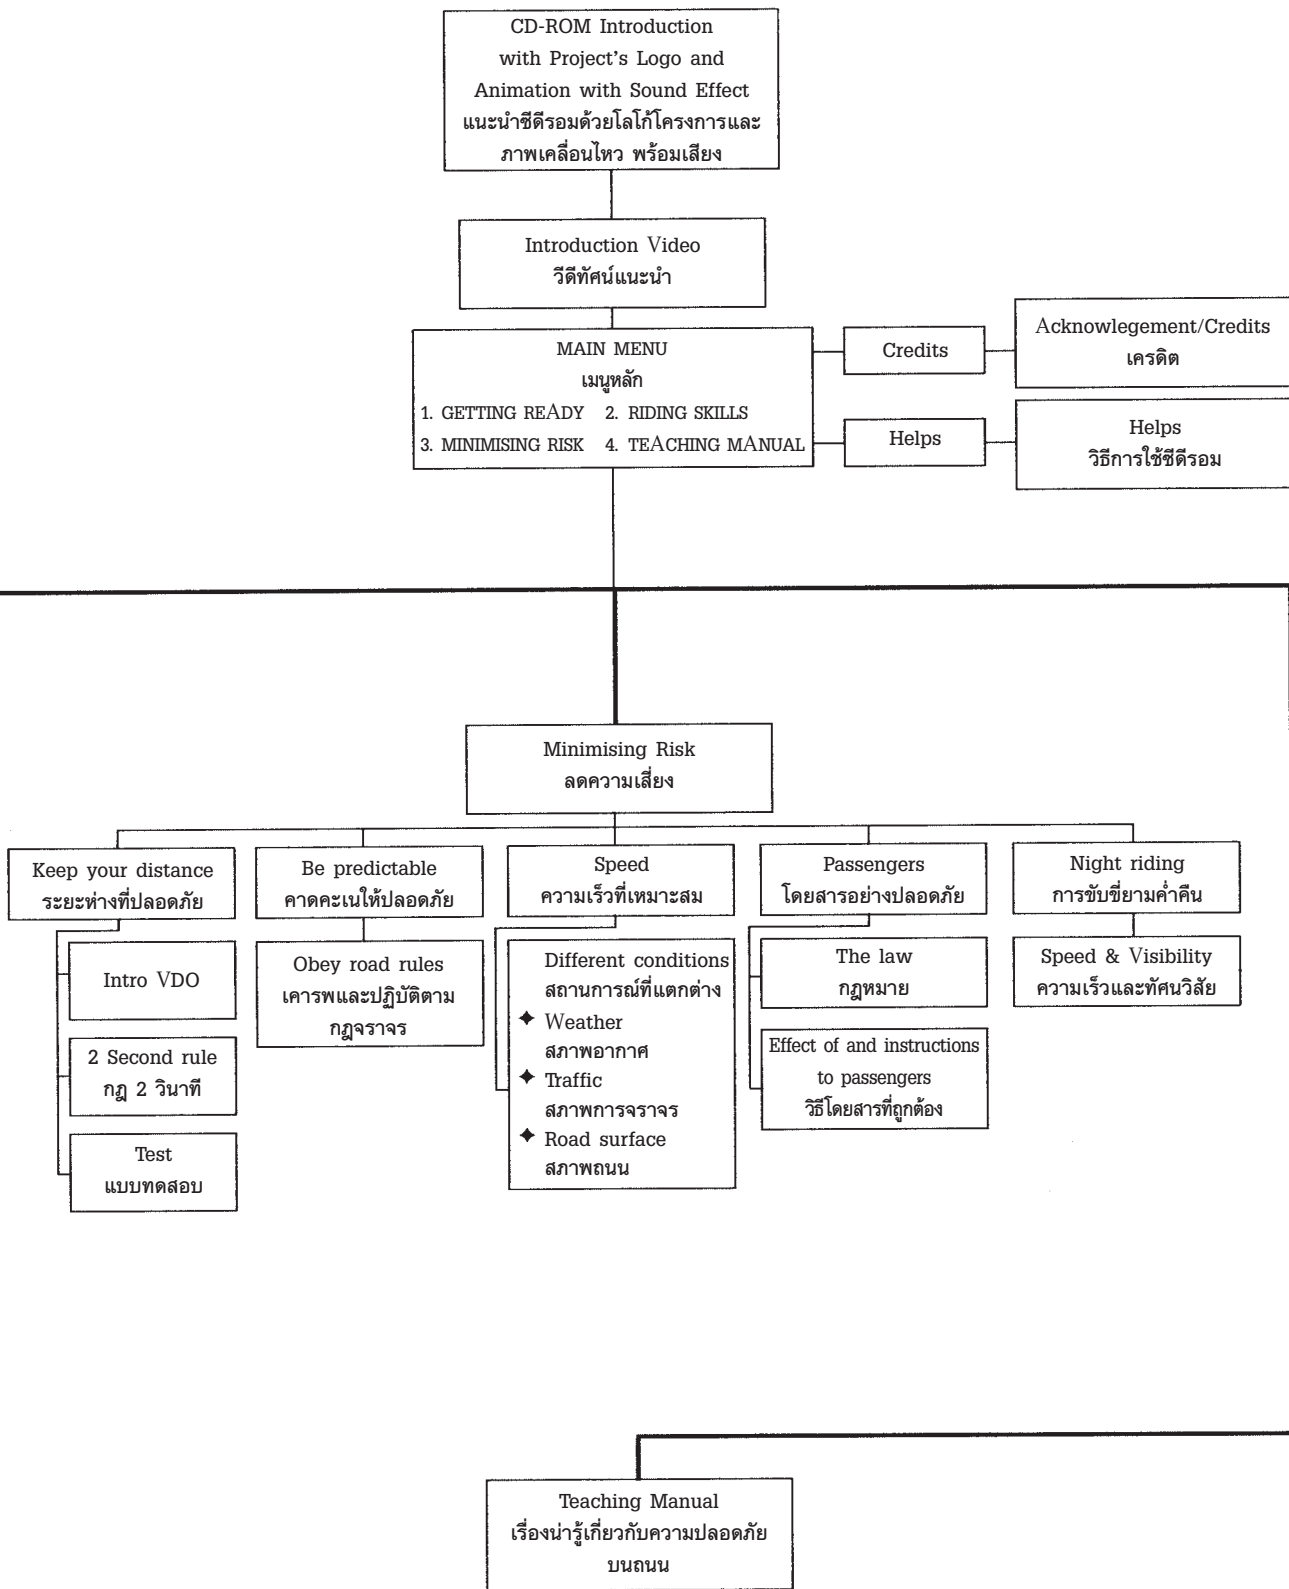 CD-ROM Introduction
with Project's Logo and
Animation with Sound Effect
แนะนำซีดีรอมด้วยโลโก้โครงการและ
ภาพเคลื่อนไหว พร้อมเสียง
Introduction Video
วีดีทัศน์แนะนำ
MAIN MENU
เมนูหลัก
1. GETTING READY 2. RIDING SKILLS
3. MINIMISING RISK 4. TEACHING MANUAL
Credits
Acknowlegement/Credits
เครดิต
Helps
Helps
วิธีการใช้ซีดีรอม
Minimising Risk
ลดความเสี่ยง
Keep your distance
ระยะห่างที่ปลอดภัย
Intro VDO
2 Second rule
กฎ 2 วินาที
Test
แบบทดสอบ
Be predictable
คาดคะเนให้ปลอดภัย
Obey road rules
เคารพและปฏิบัติตาม
กฎจราจร
Speed
ความเร็วที่เหมาะสม
Different conditions
สถานการณ์ที่แตกต่าง
✦ Weather
สภาพอากาศ
✦ Traffic
สภาพการจราจร
✦ Road surface
สภาพถนน
Passengers
โดยสารอย่างปลอดภัย
The law
กฎหมาย
Effect of and instructions
to passengers
วิธีโดยสารที่ถูกต้อง
Night riding
การขับขี่ยามค่ำคืน
Speed & Visibility
ความเร็วและทัศนวิสัย
Teaching Manual
เรื่องน่ารู้เกี่ยวกับความปลอดภัย
บนถนน